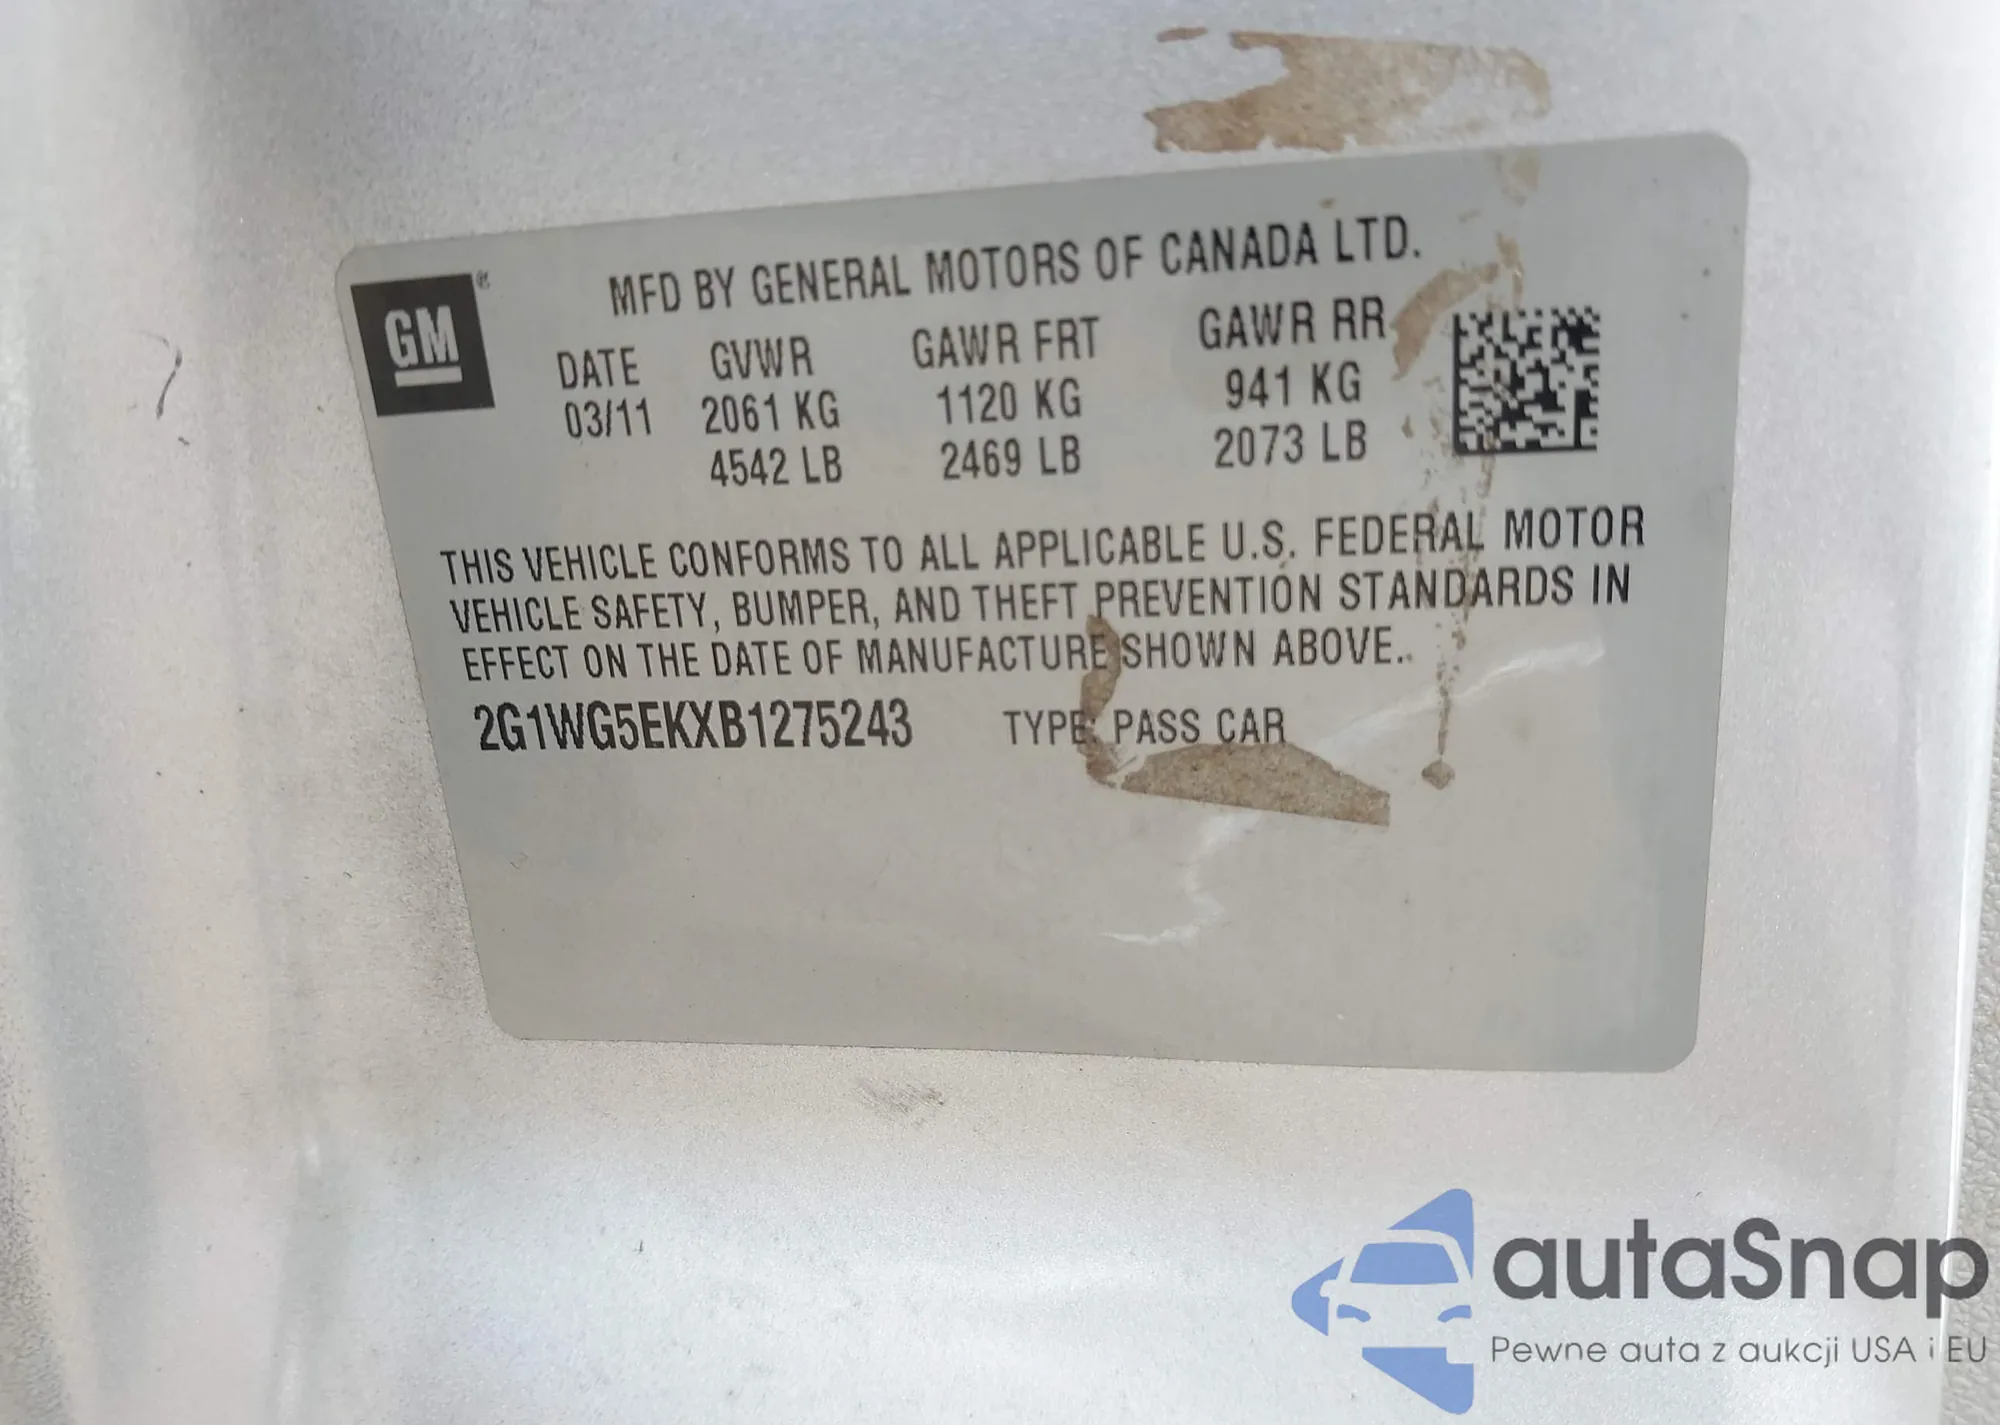 GM ®
MFD BY GENERAL MOTORS OF CANADA LTD.
DATE GVWR GAWR FRT GAWR RR
03/11 2061 KG 1120 KG 941 KG
4542 LB 2469 LB 2073 LB
THIS VEHICLE CONFORMS TO ALL APPLICABLE U.S. FEDERAL MOTOR
VEHICLE SAFETY, BUMPER, AND THEFT PREVENTION STANDARDS IN
EFFECT ON THE DATE OF MANUFACTURE SHOWN ABOVE.
2G1WG5EKXB1275243 TYPE: PASS CAR
autaSnap
Pewne auta z aukcji USA i EU